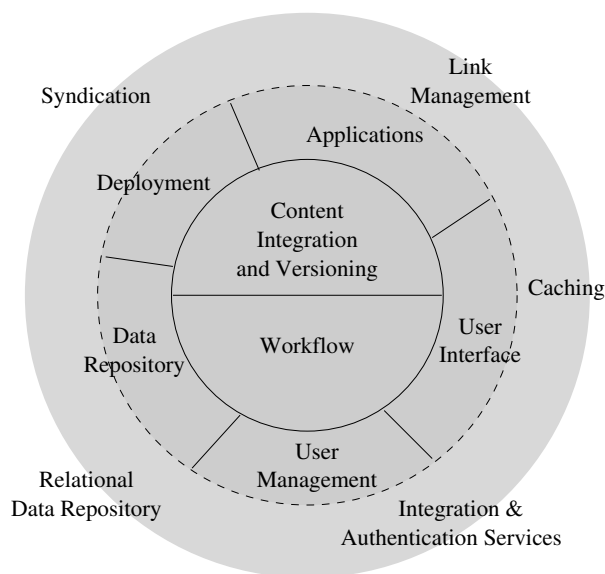 Link
Management
Syndication
Applications
Deployment
Content
Integration
and Versioning
Caching
Data
Repository
Workflow
User
Interface
User
Management
Relational
Data Repository
Integration &
Authentication Services